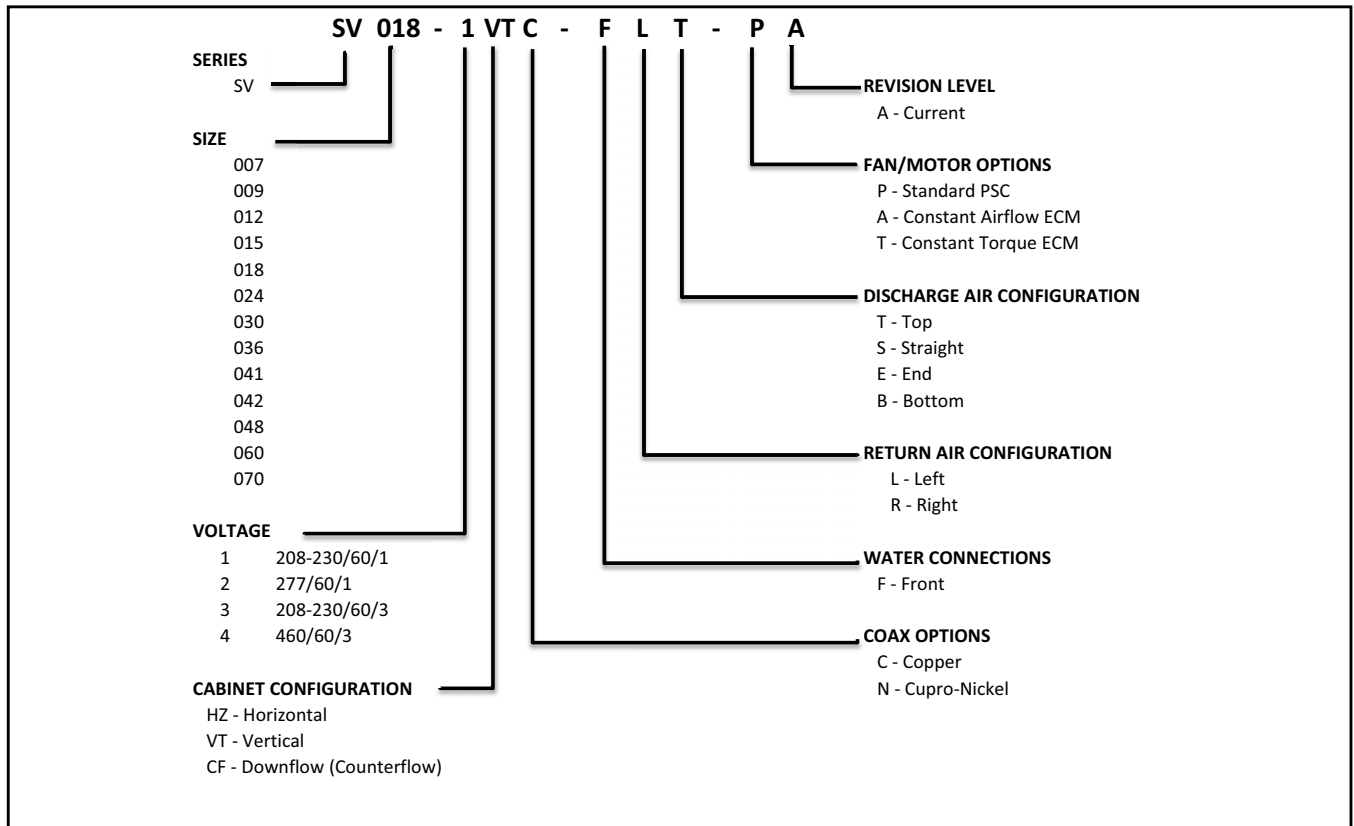 SV 018 - 1 VT C - F L T - P A
SERIES
SV
SIZE
007
009
012
015
018
024
030
036
041
042
048
060
070
VOLTAGE
1 208-230/60/1
2 277/60/1
3 208-230/60/3
4 460/60/3
CABINET CONFIGURATION
HZ - Horizontal
VT - Vertical
CF - Downflow (Counterflow)
REVISION LEVEL
A - Current
FAN/MOTOR OPTIONS
P - Standard PSC
A - Constant Airflow ECM
T - Constant Torque ECM
DISCHARGE AIR CONFIGURATION
T - Top
S - Straight
E - End
B - Bottom
RETURN AIR CONFIGURATION
L - Left
R - Right
WATER CONNECTIONS
F - Front
COAX OPTIONS
C - Copper
N - Cupro-Nickel